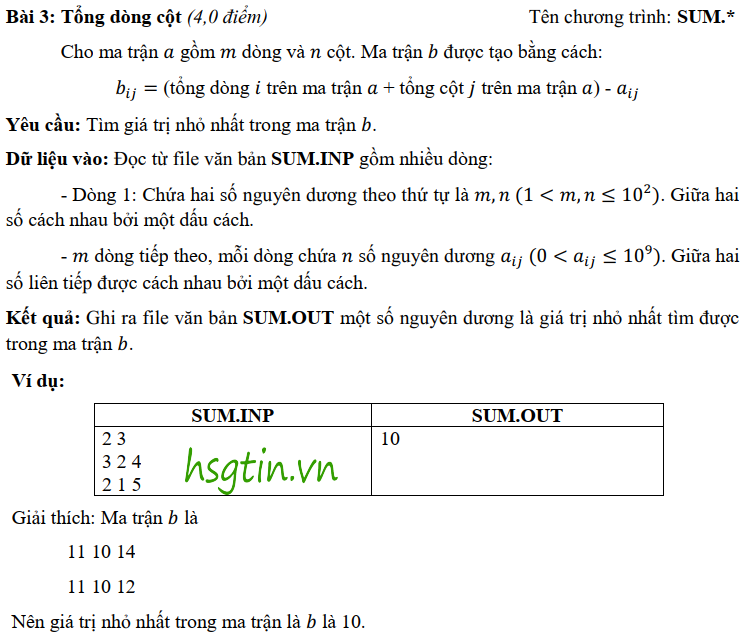 Bài 3: Tổng dòng cột (4,0 điểm) Tên chương trình: SUM.*
Cho ma trận a gồm m dòng và n cột. Ma trận b được tạo bằng cách:
b_{ij} = (tổng dòng i trên ma trận a + tổng cột j trên ma trận a) - a_{ij}
Yêu cầu: Tìm giá trị nhỏ nhất trong ma trận b.
Dữ liệu vào: Đọc từ file văn bản SUM.INP gồm nhiều dòng:
- Dòng 1: Chứa hai số nguyên dương theo thứ tự là m, n (1 < m, n ≤ 10²). Giữa hai
số cách nhau bởi một dấu cách.
- m dòng tiếp theo, mỗi dòng chứa n số nguyên dương a_{ij} (0 < a_{ij} ≤ 10⁹). Giữa hai
số liên tiếp được cách nhau bởi một dấu cách.
Kết quả: Ghi ra file văn bản SUM.OUT một số nguyên dương là giá trị nhỏ nhất tìm được
trong ma trận b.
Ví dụ:
SUM.INP SUM.OUT
2 3 10
3 2 4
2 1 5
hsgtin.vn
Giải thích: Ma trận b là
11 10 14
11 10 12
Nên giá trị nhỏ nhất trong ma trận là b là 10.